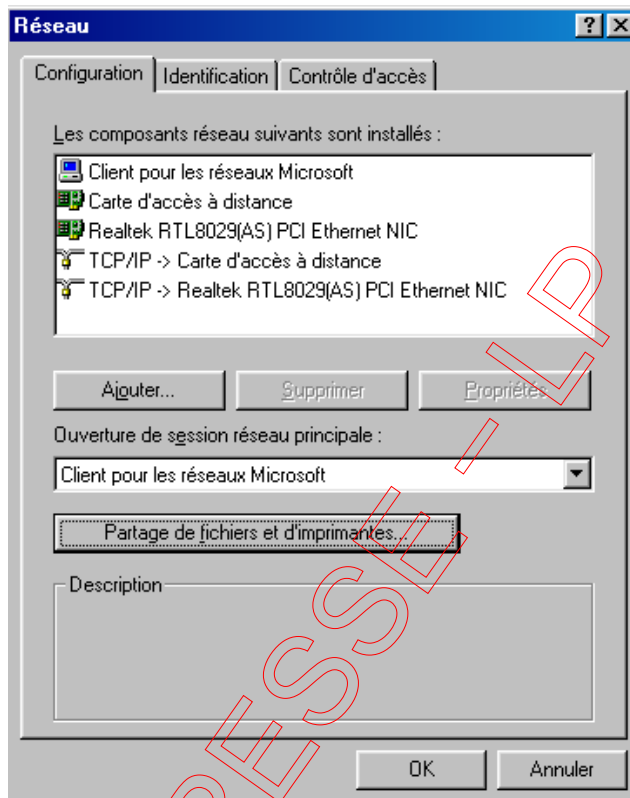 Réseau
Configuration
Identification
Contrôle d'accès
Les composants réseau suivants sont installés :
Client pour les réseaux Microsoft
Carte d'accès à distance
Realtek RTL8029(AS) PCI Ethernet NIC
TCP/IP -> Carte d'accès à distance
TCP/IP -> Realtek RTL8029(AS) PCI Ethernet NIC
Ajouter...
Supprimer
Propriétés
Ouverture de session réseau principale :
Client pour les réseaux Microsoft
Partage de fichiers et d'imprimantes...
Description
OK
Annuler
PESSE - LP